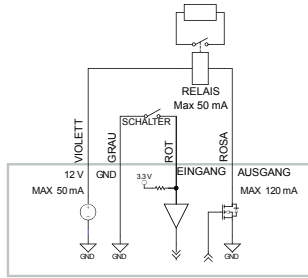 RELAIS
Max 50 mA
SCHALTER
VIOLETT
GRAU
ROT
ROSA
12 V
GND
EINGANG
AUSGANG
MAX 50 mA
3.3 V
MAX 120 mA
GND
GND
GND